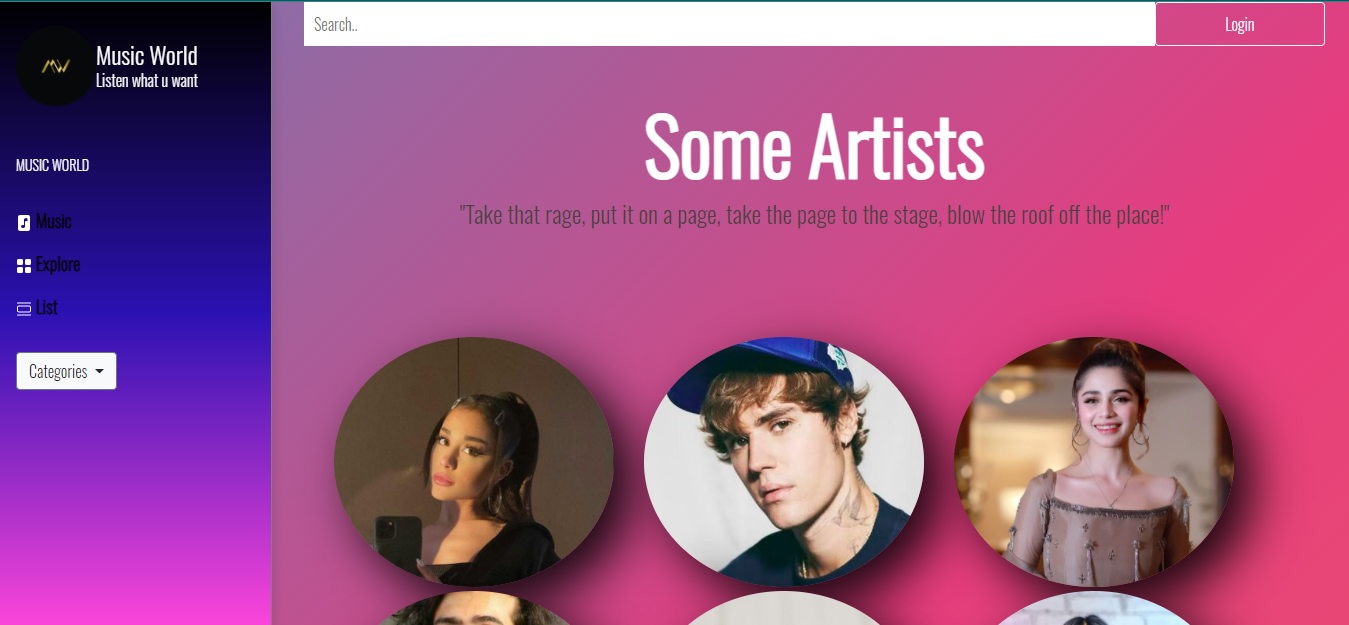 MW
Music World
Listen what u want
MUSIC WORLD
Music
Explore
List
Categories
Search..
Login
Some Artists
"Take that rage, put it on a page, take the page to the stage, blow the roof off the place!"